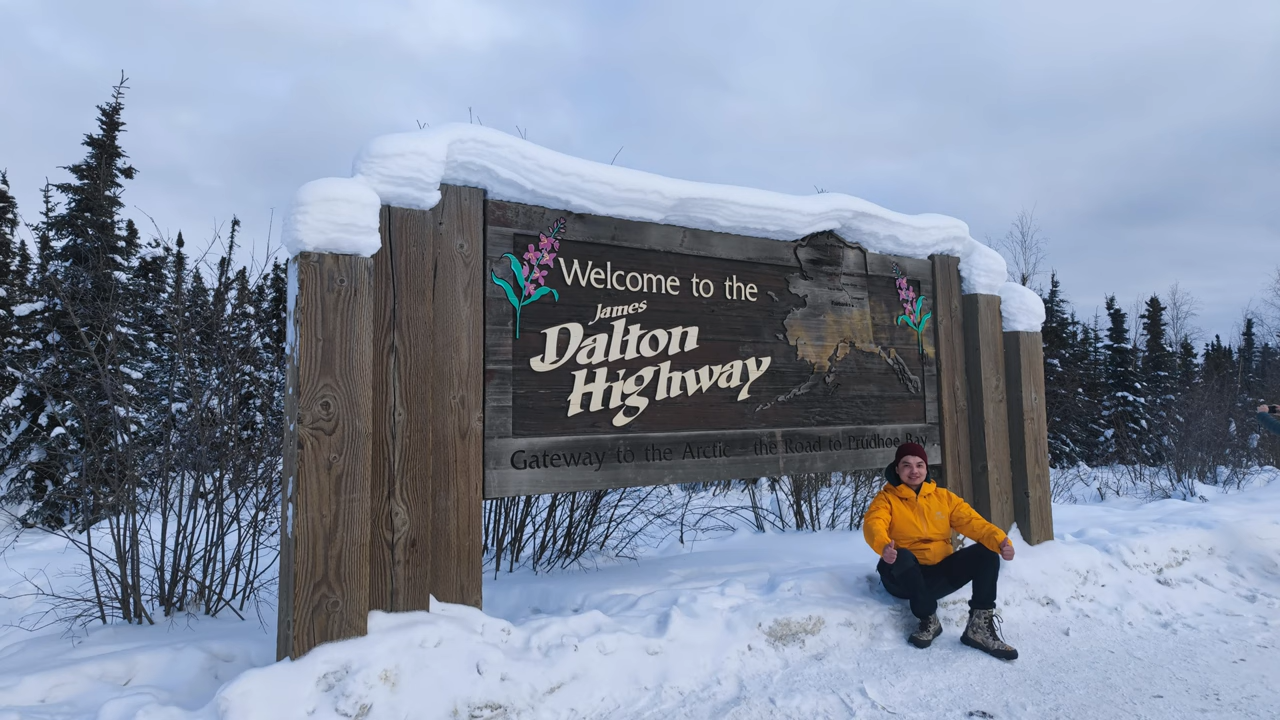 Welcome to the
James
Dalton
Highway
Gateway to the Arctic - the Road to Prudhoe Bay